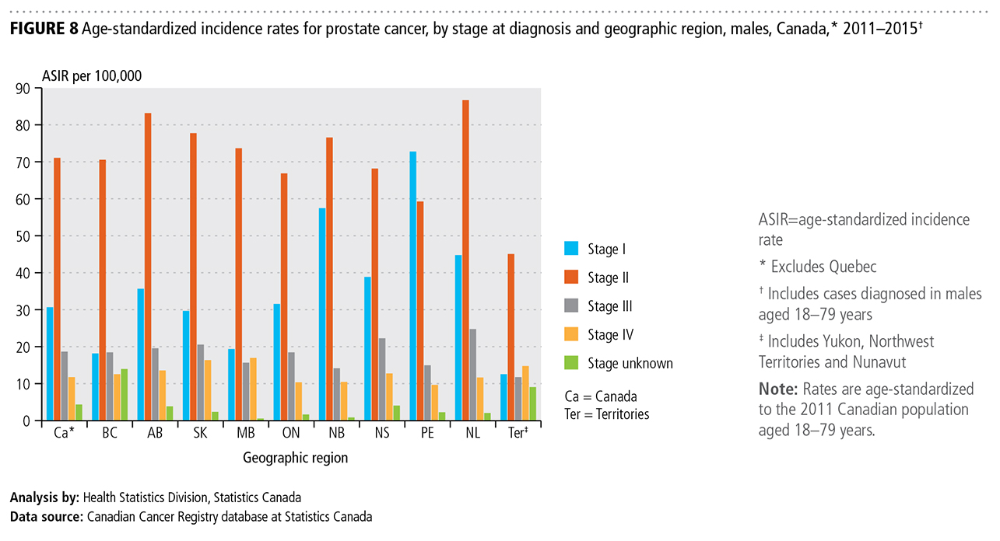 FIGURE 8 Age-standardized incidence rates for prostate cancer, by stage at diagnosis and geographic region, males, Canada,* 2011–2015†
ASIR per 100,000
90
80
70
60
50
40
30
20
10
0
Ca* BC AB SK MB ON NB NS PE NL Ter‡
Geographic region
Stage I
Stage II
Stage III
Stage IV
Stage unknown
Ca = Canada
Ter = Territories
ASIR=age-standardized incidence
rate
* Excludes Quebec
† Includes cases diagnosed in males
aged 18–79 years
‡ Includes Yukon, Northwest
Territories and Nunavut
Note: Rates are age-standardized
to the 2011 Canadian population
aged 18–79 years.
Analysis by: Health Statistics Division, Statistics Canada
Data source: Canadian Cancer Registry database at Statistics Canada